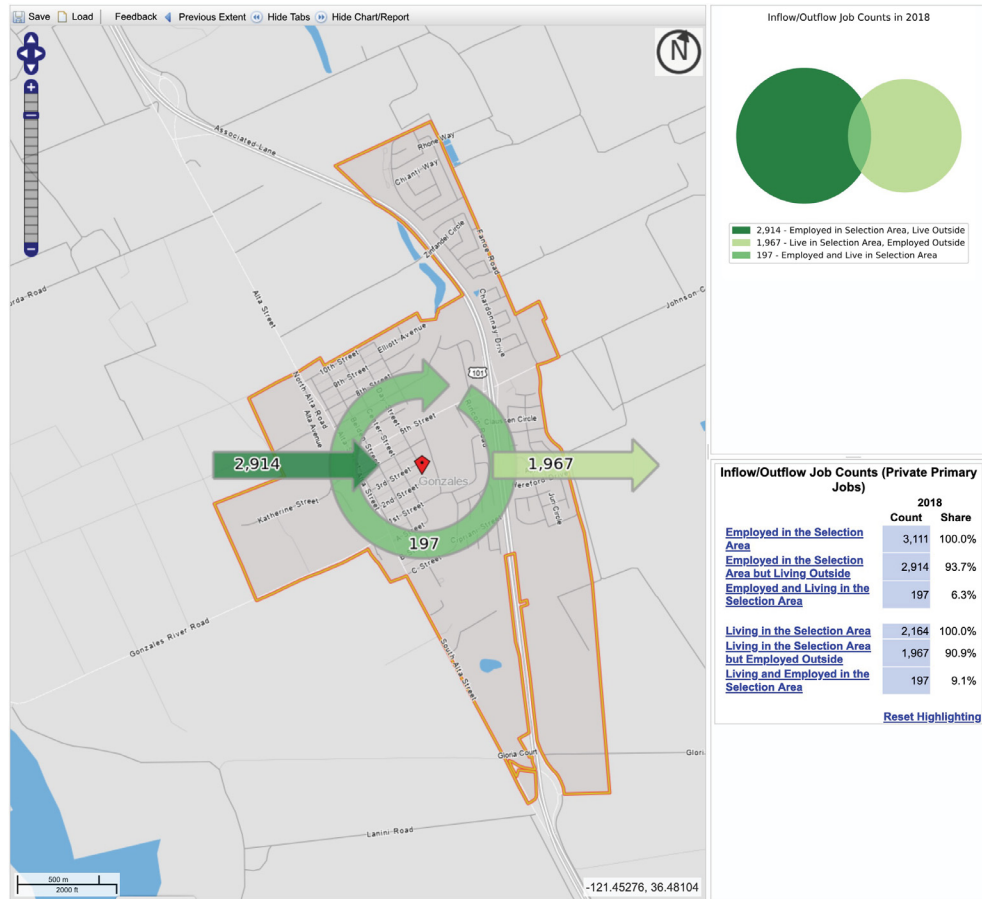 Save Load Feedback Previous Extent Hide Tabs Hide Chart/Report
N
Associated-Lane
Rhone Way
Chianti-Way
Zinfandel Circle
Fanoe Road
Alta-Street
Johnson-C
Chardonnay-Drive
Elliott-Avenue
10th-Street
9th-Street
8th-Street
101
North-Alta-Road
Alta Avenue
Center-Street
5th-Street
2,914
1,967
3rd-Street
Gonzales
2nd-Street
Katherine-Street
1st-Street
Jun Circle
197
C-Street
Gonzales River Road
South-Alta-Street
Gloria Court
Glori
Lanini Road
500 m
2000 ft
-121.45276, 36.48104
Inflow/Outflow Job Counts in 2018
2,914 - Employed in Selection Area, Live Outside
1,967 - Live in Selection Area, Employed Outside
197 - Employed and Live in Selection Area
Inflow/Outflow Job Counts (Private Primary
Jobs)
2018
Count Share
Employed in the Selection
Area 3,111 100.0%
Employed in the Selection
Area but Living Outside 2,914 93.7%
Employed and Living in the
Selection Area 197 6.3%
Living in the Selection Area 2,164 100.0%
Living in the Selection Area
but Employed Outside 1,967 90.9%
Living and Employed in the
Selection Area 197 9.1%
Reset Highlighting